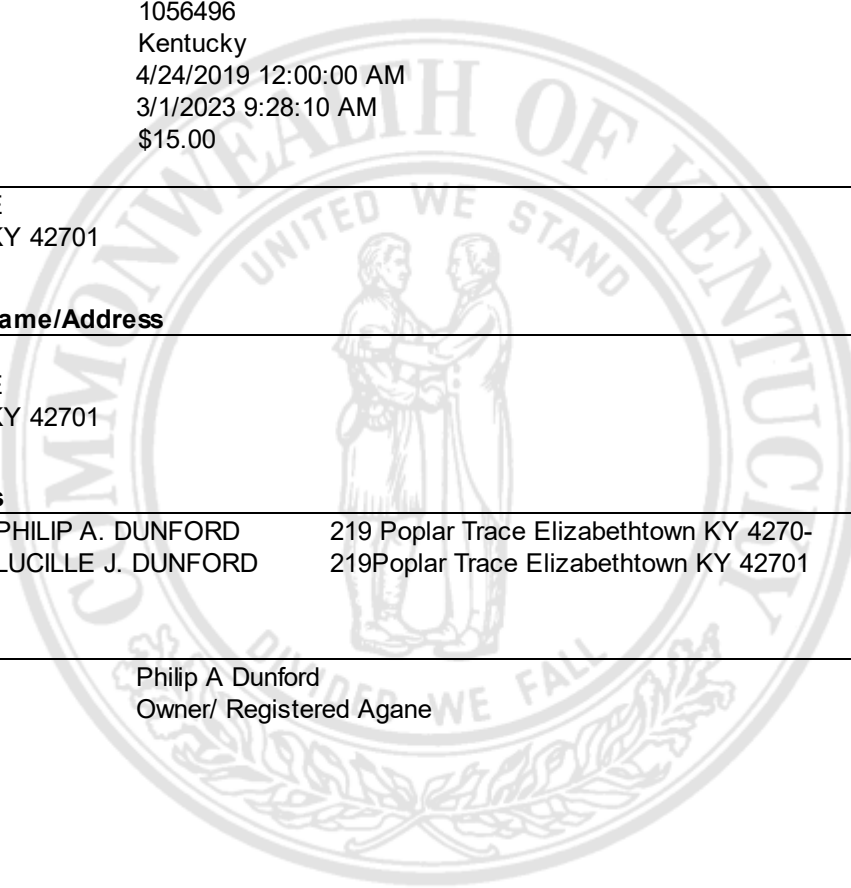 1056496
Kentucky
4/24/2019 12:00:00 AM
3/1/2023 9:28:10 AM
$15.00
KY 42701
ame/Address
KY 42701
s
PHILIP A. DUNFORD 219 Poplar Trace Elizabethtown KY 4270-
LUCILLE J. DUNFORD 219Poplar Trace Elizabethtown KY 42701
Philip A Dunford
Owner/ Registered Agane
COMMONWEALTH OF KENTUCKY
UNITED WE STAND
DIVIDED WE FALL